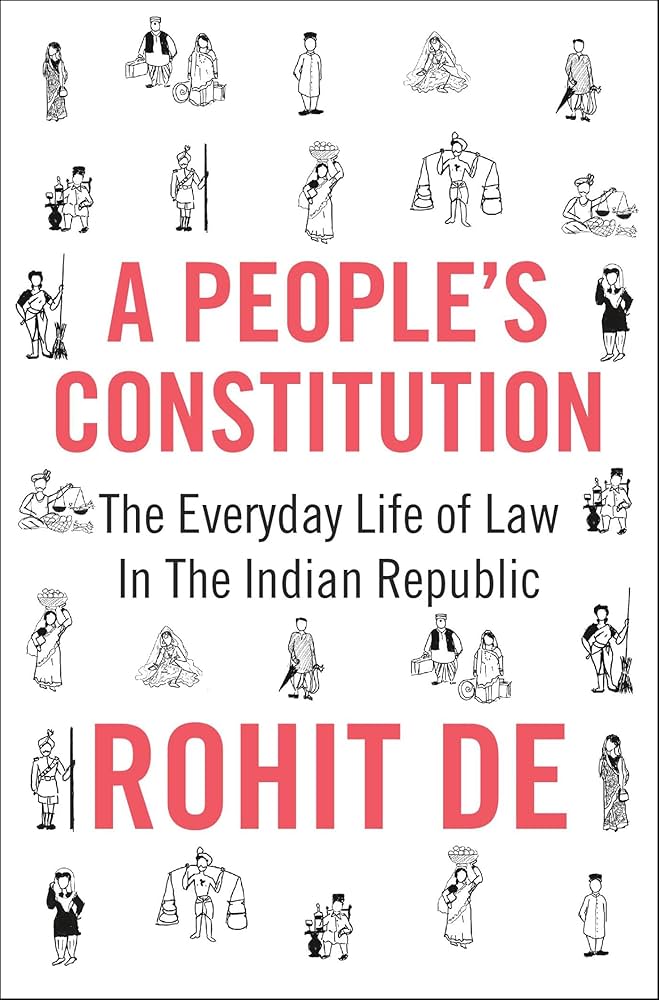 A PEOPLE'S
CONSTITUTION
The Everyday Life of Law
In The Indian Republic
ROHIT DE